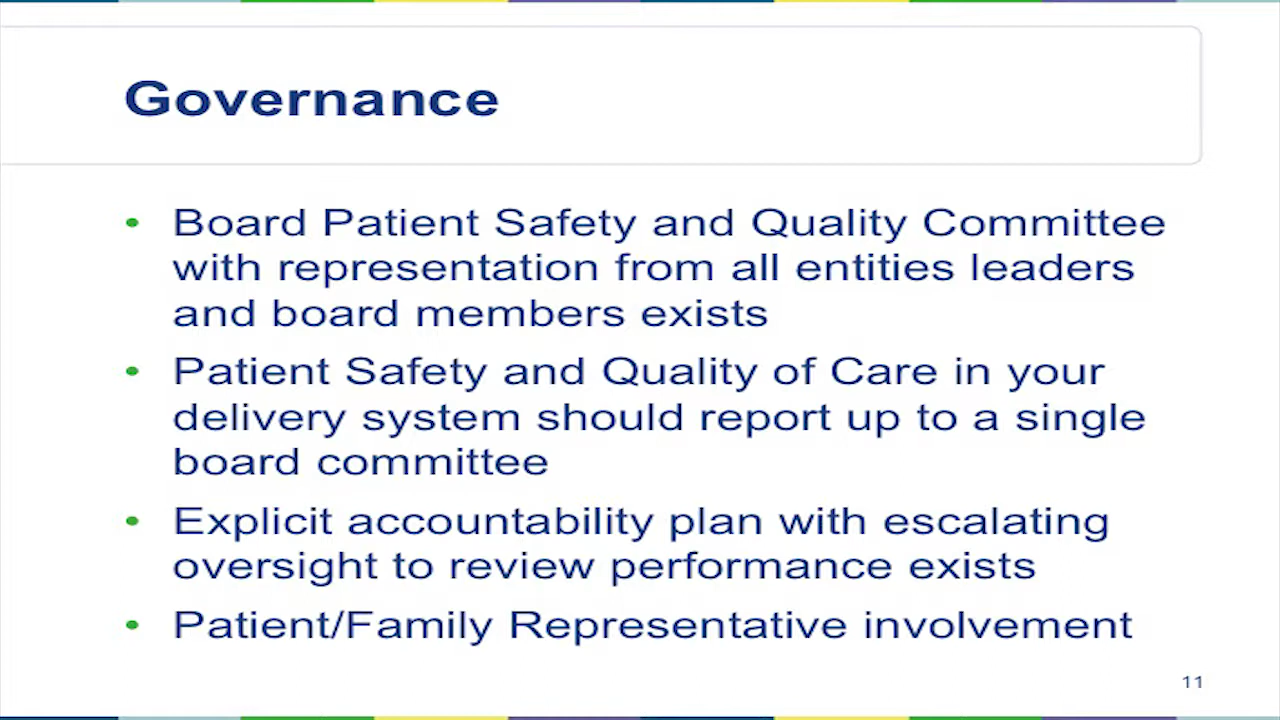 Governance
• Board Patient Safety and Quality Committee
with representation from all entities leaders
and board members exists
• Patient Safety and Quality of Care in your
delivery system should report up to a single
board committee
• Explicit accountability plan with escalating
oversight to review performance exists
• Patient/Family Representative involvement
11